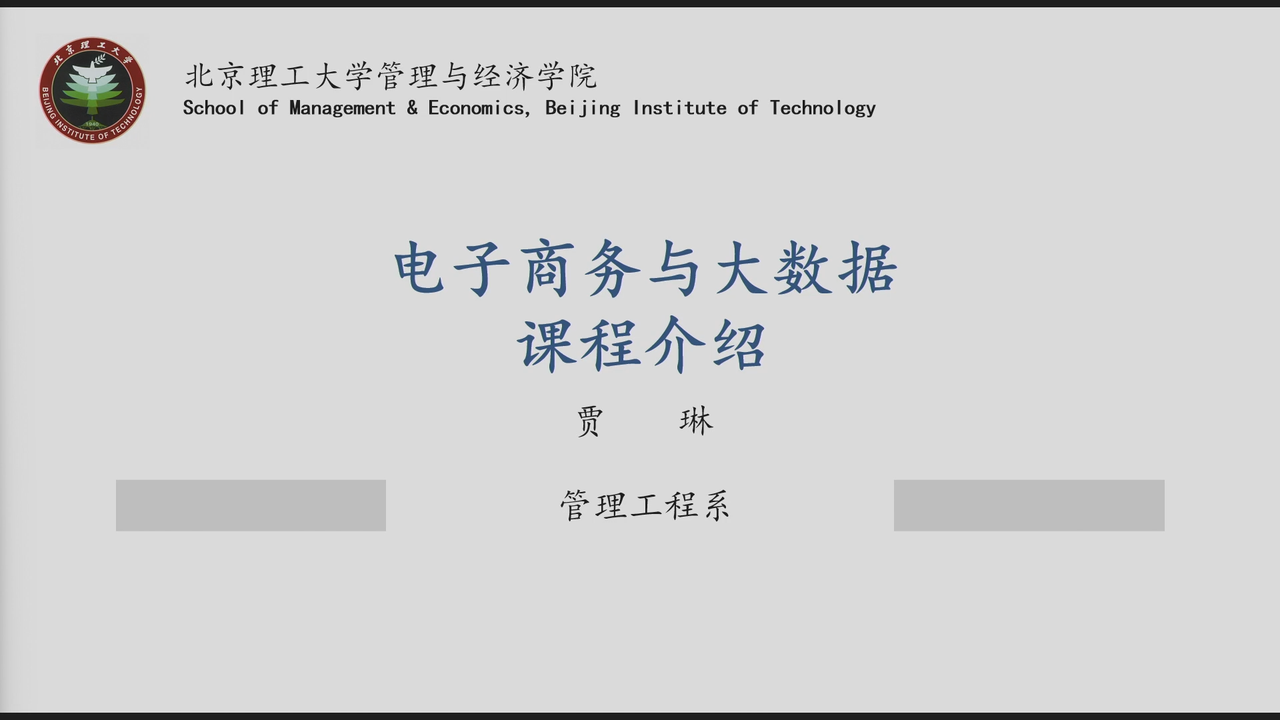 北京理工大学
BEIJING INSTITUTE OF TECHNOLOGY
1940
北京理工大学管理与经济学院
School of Management & Economics, Beijing Institute of Technology
电子商务与大数据
课程介绍
贾 琳
管理工程系